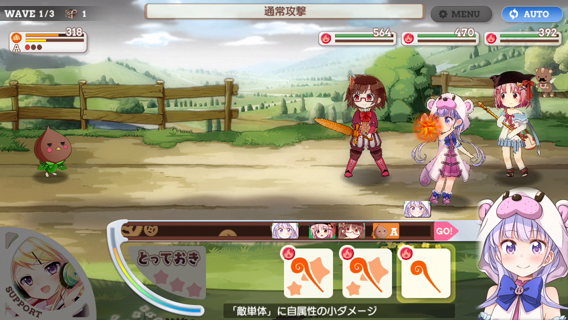 WAVE 1/3
1
通常攻撃
MENU
AUTO
318
A
564
470
392
A
GO!
とっておき
SUPPORT
「敵単体」に自属性の小ダメージ